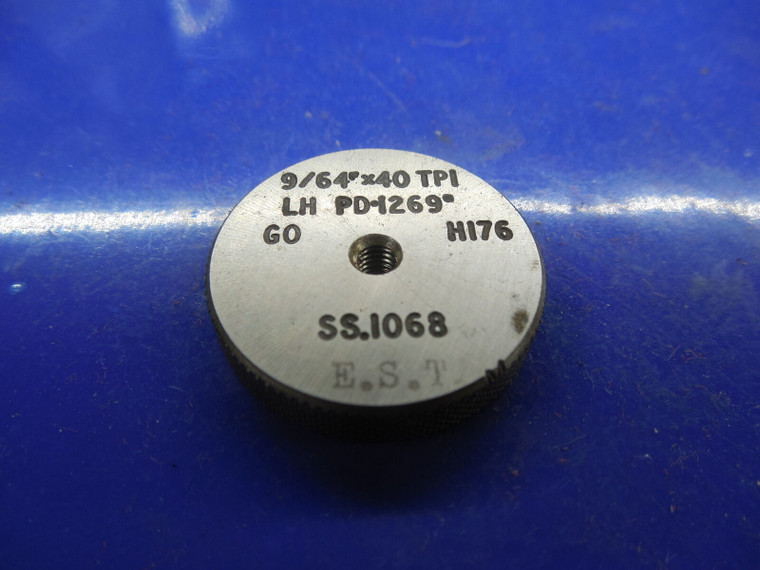 9/64"x40 TPI
LH PD·1269"
GO H176
SS.1068
E.S.T.